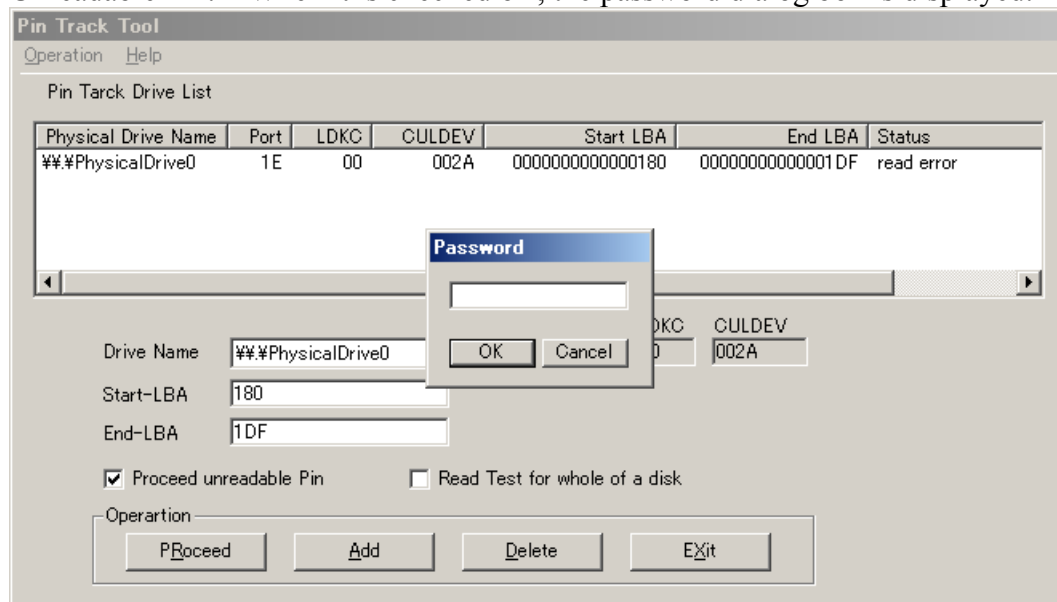 Pin Track Tool
Operation Help
Pin Tarck Drive List
Physical Drive Name Port LDKC CULDEV Start LBA End LBA Status
¥¥.¥PhysicalDrive0 1E 00 002A 0000000000000180 00000000000001DF read error
Password
OK Cancel
CULDEV
Drive Name ¥¥.¥PhysicalDrive0 002A
Start-LBA 180
End-LBA 1DF
Proceed unreadable Pin Read Test for whole of a disk
Operartion
PRoceed Add Delete EXit